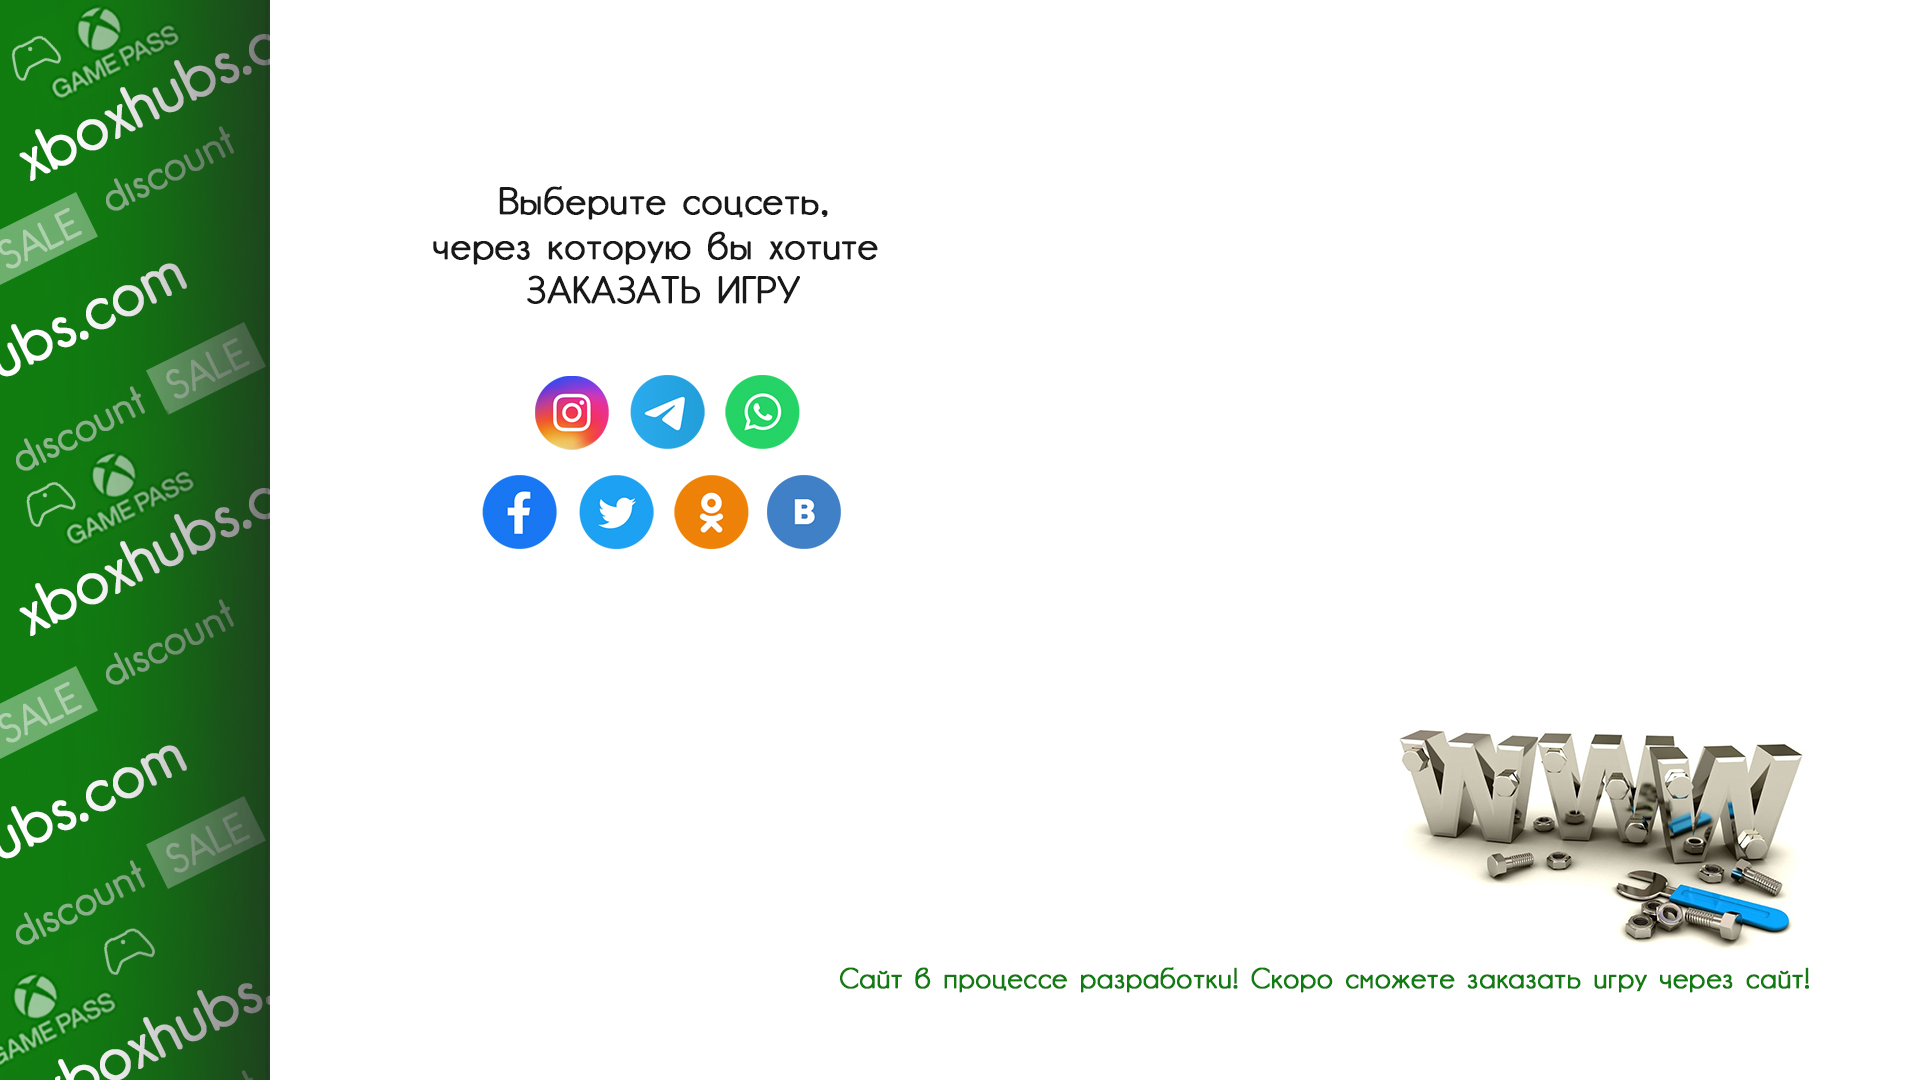 GAME PASS
xboxhubs.c
discount
SALE
ubs.com
SALE
discount
GAME PASS
xboxhubs.c
discount
SALE
ubs.com
SALE
discount
GAME PASS
xboxhubs.
Выберите соцсеть,
через которую вы хотите
ЗАКАЗАТЬ ИГРУ
B
WWW
Сайт в процессе разработки! Скоро сможете заказать игру через сайт!